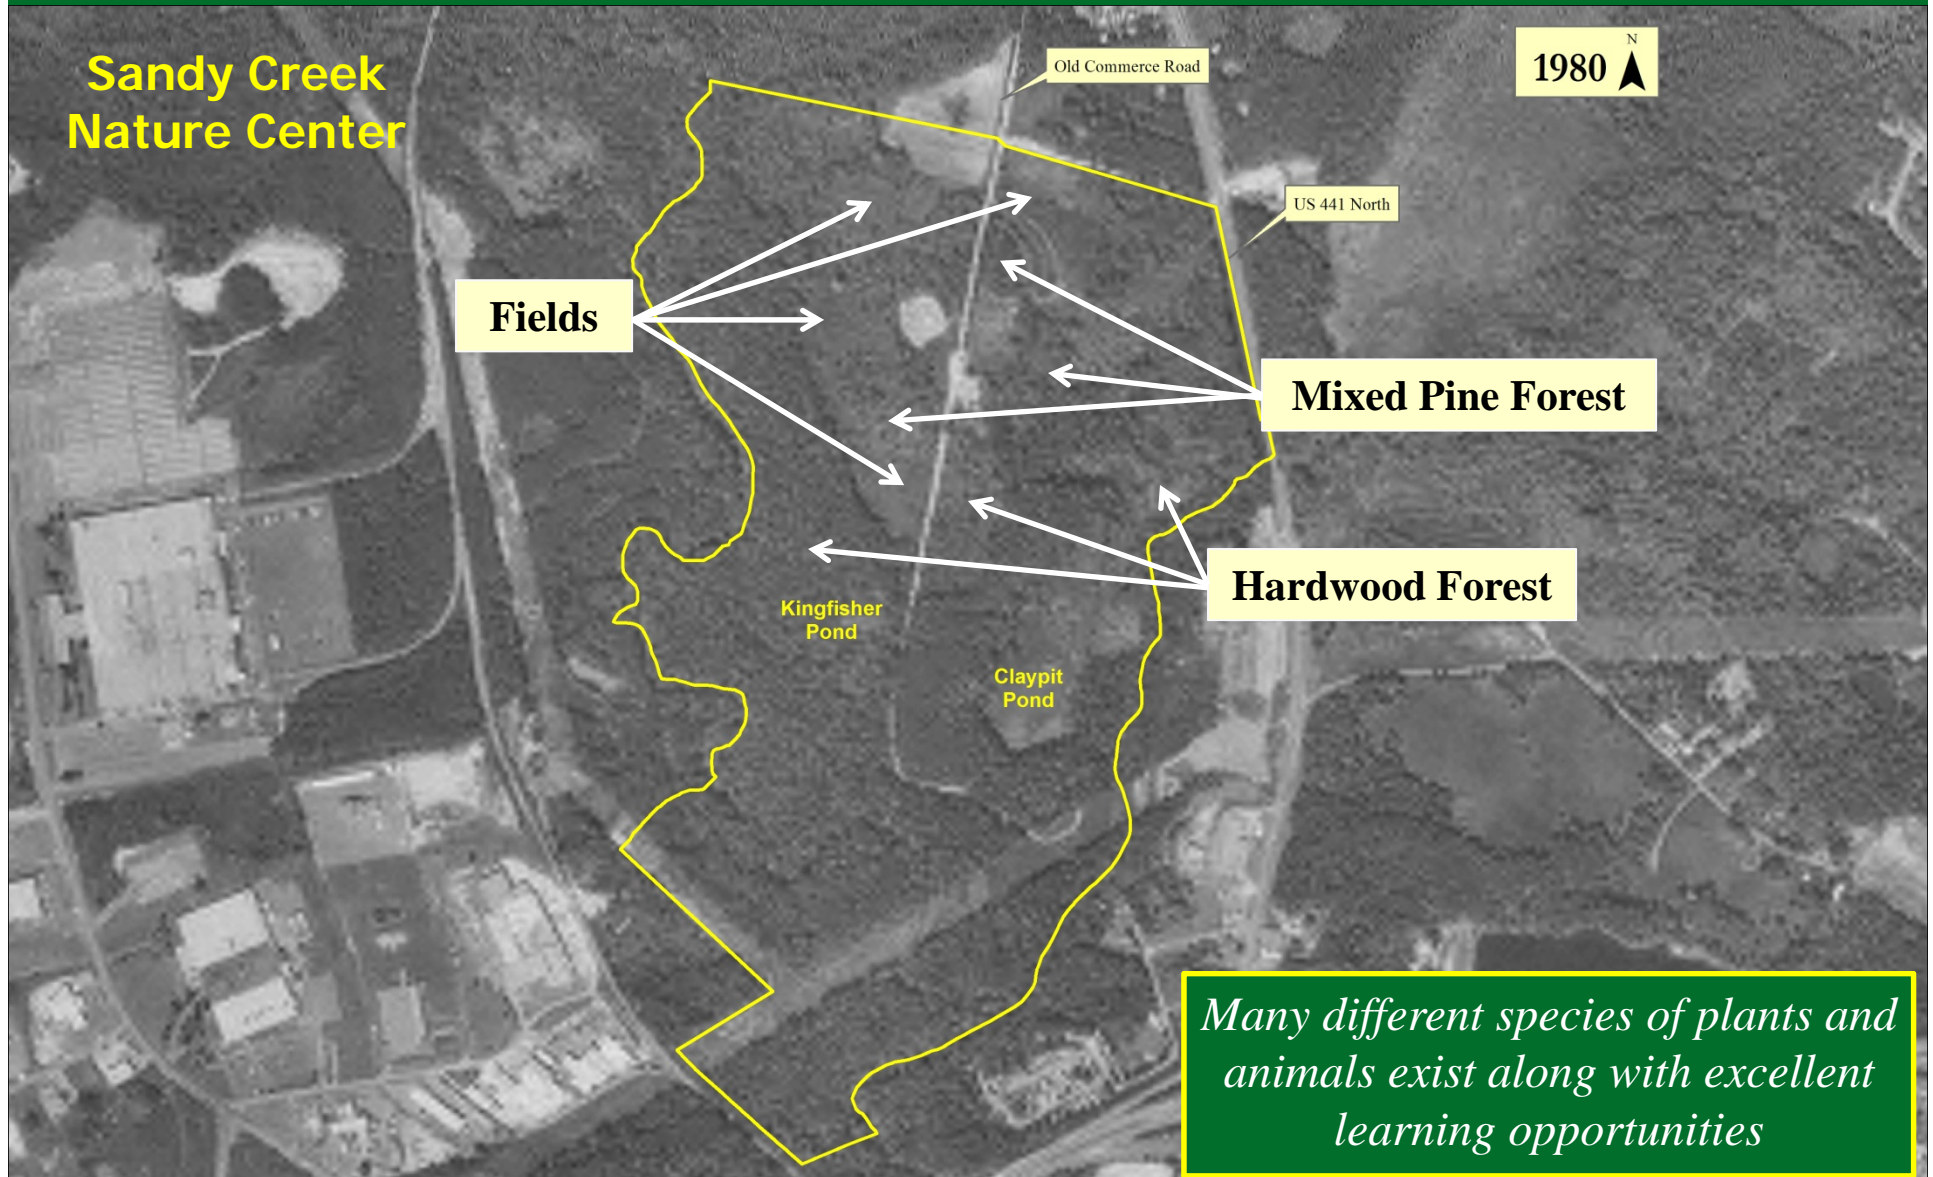 Sandy Creek
Nature Center
Old Commerce Road
N
1980
US 441 North
Fields
Mixed Pine Forest
Hardwood Forest
Kingfisher
Pond
Claypit
Pond
Many different species of plants and
animals exist along with excellent
learning opportunities